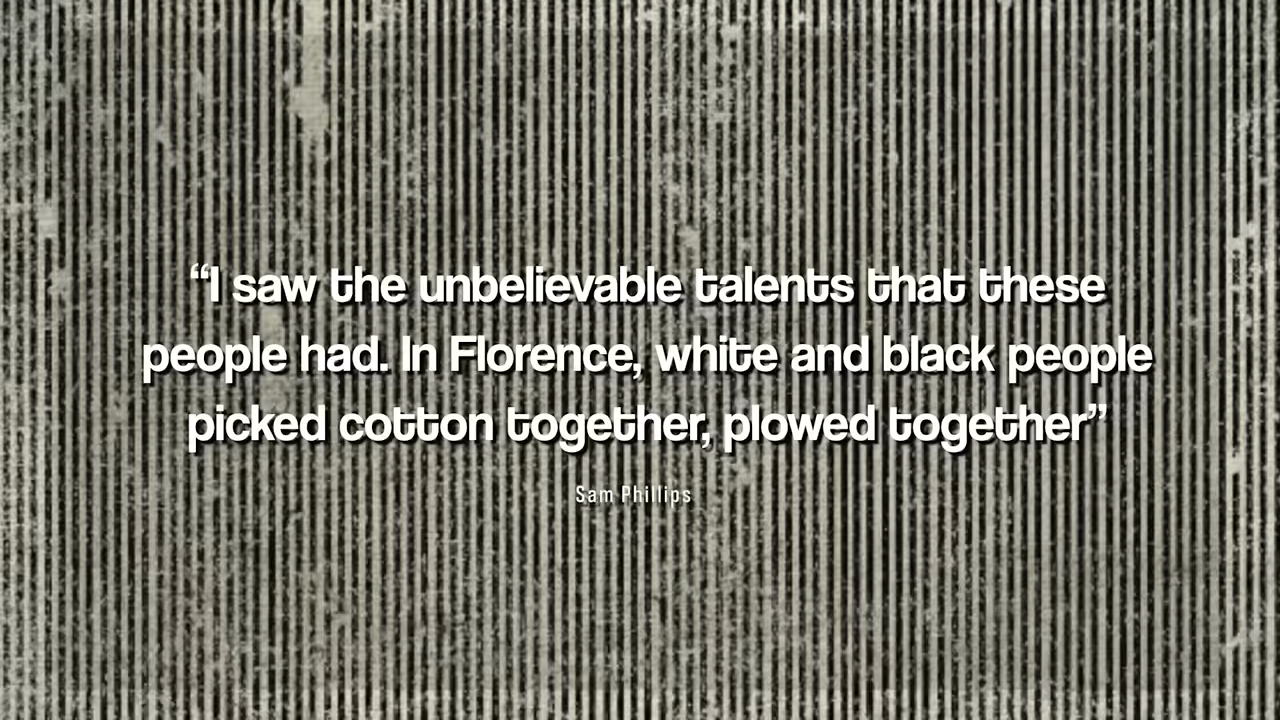 “I saw the unbelievable talents that these
people had. In Florence, white and black people
picked cotton together, plowed together”
Sam Phillips